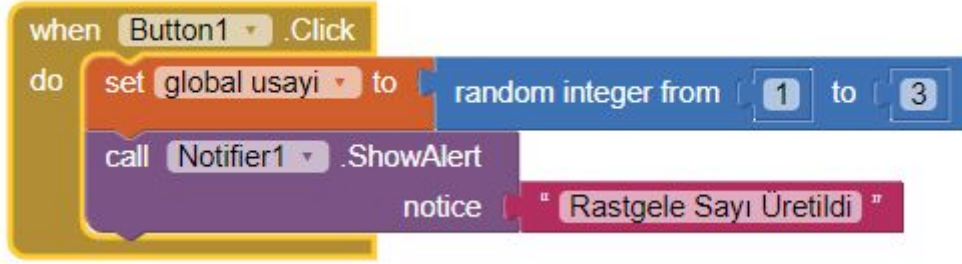 when Button1 .Click
do set global usayi to random integer from 1 to 3
call Notifier1 .ShowAlert
notice " Rastgele Sayı Üretildi "